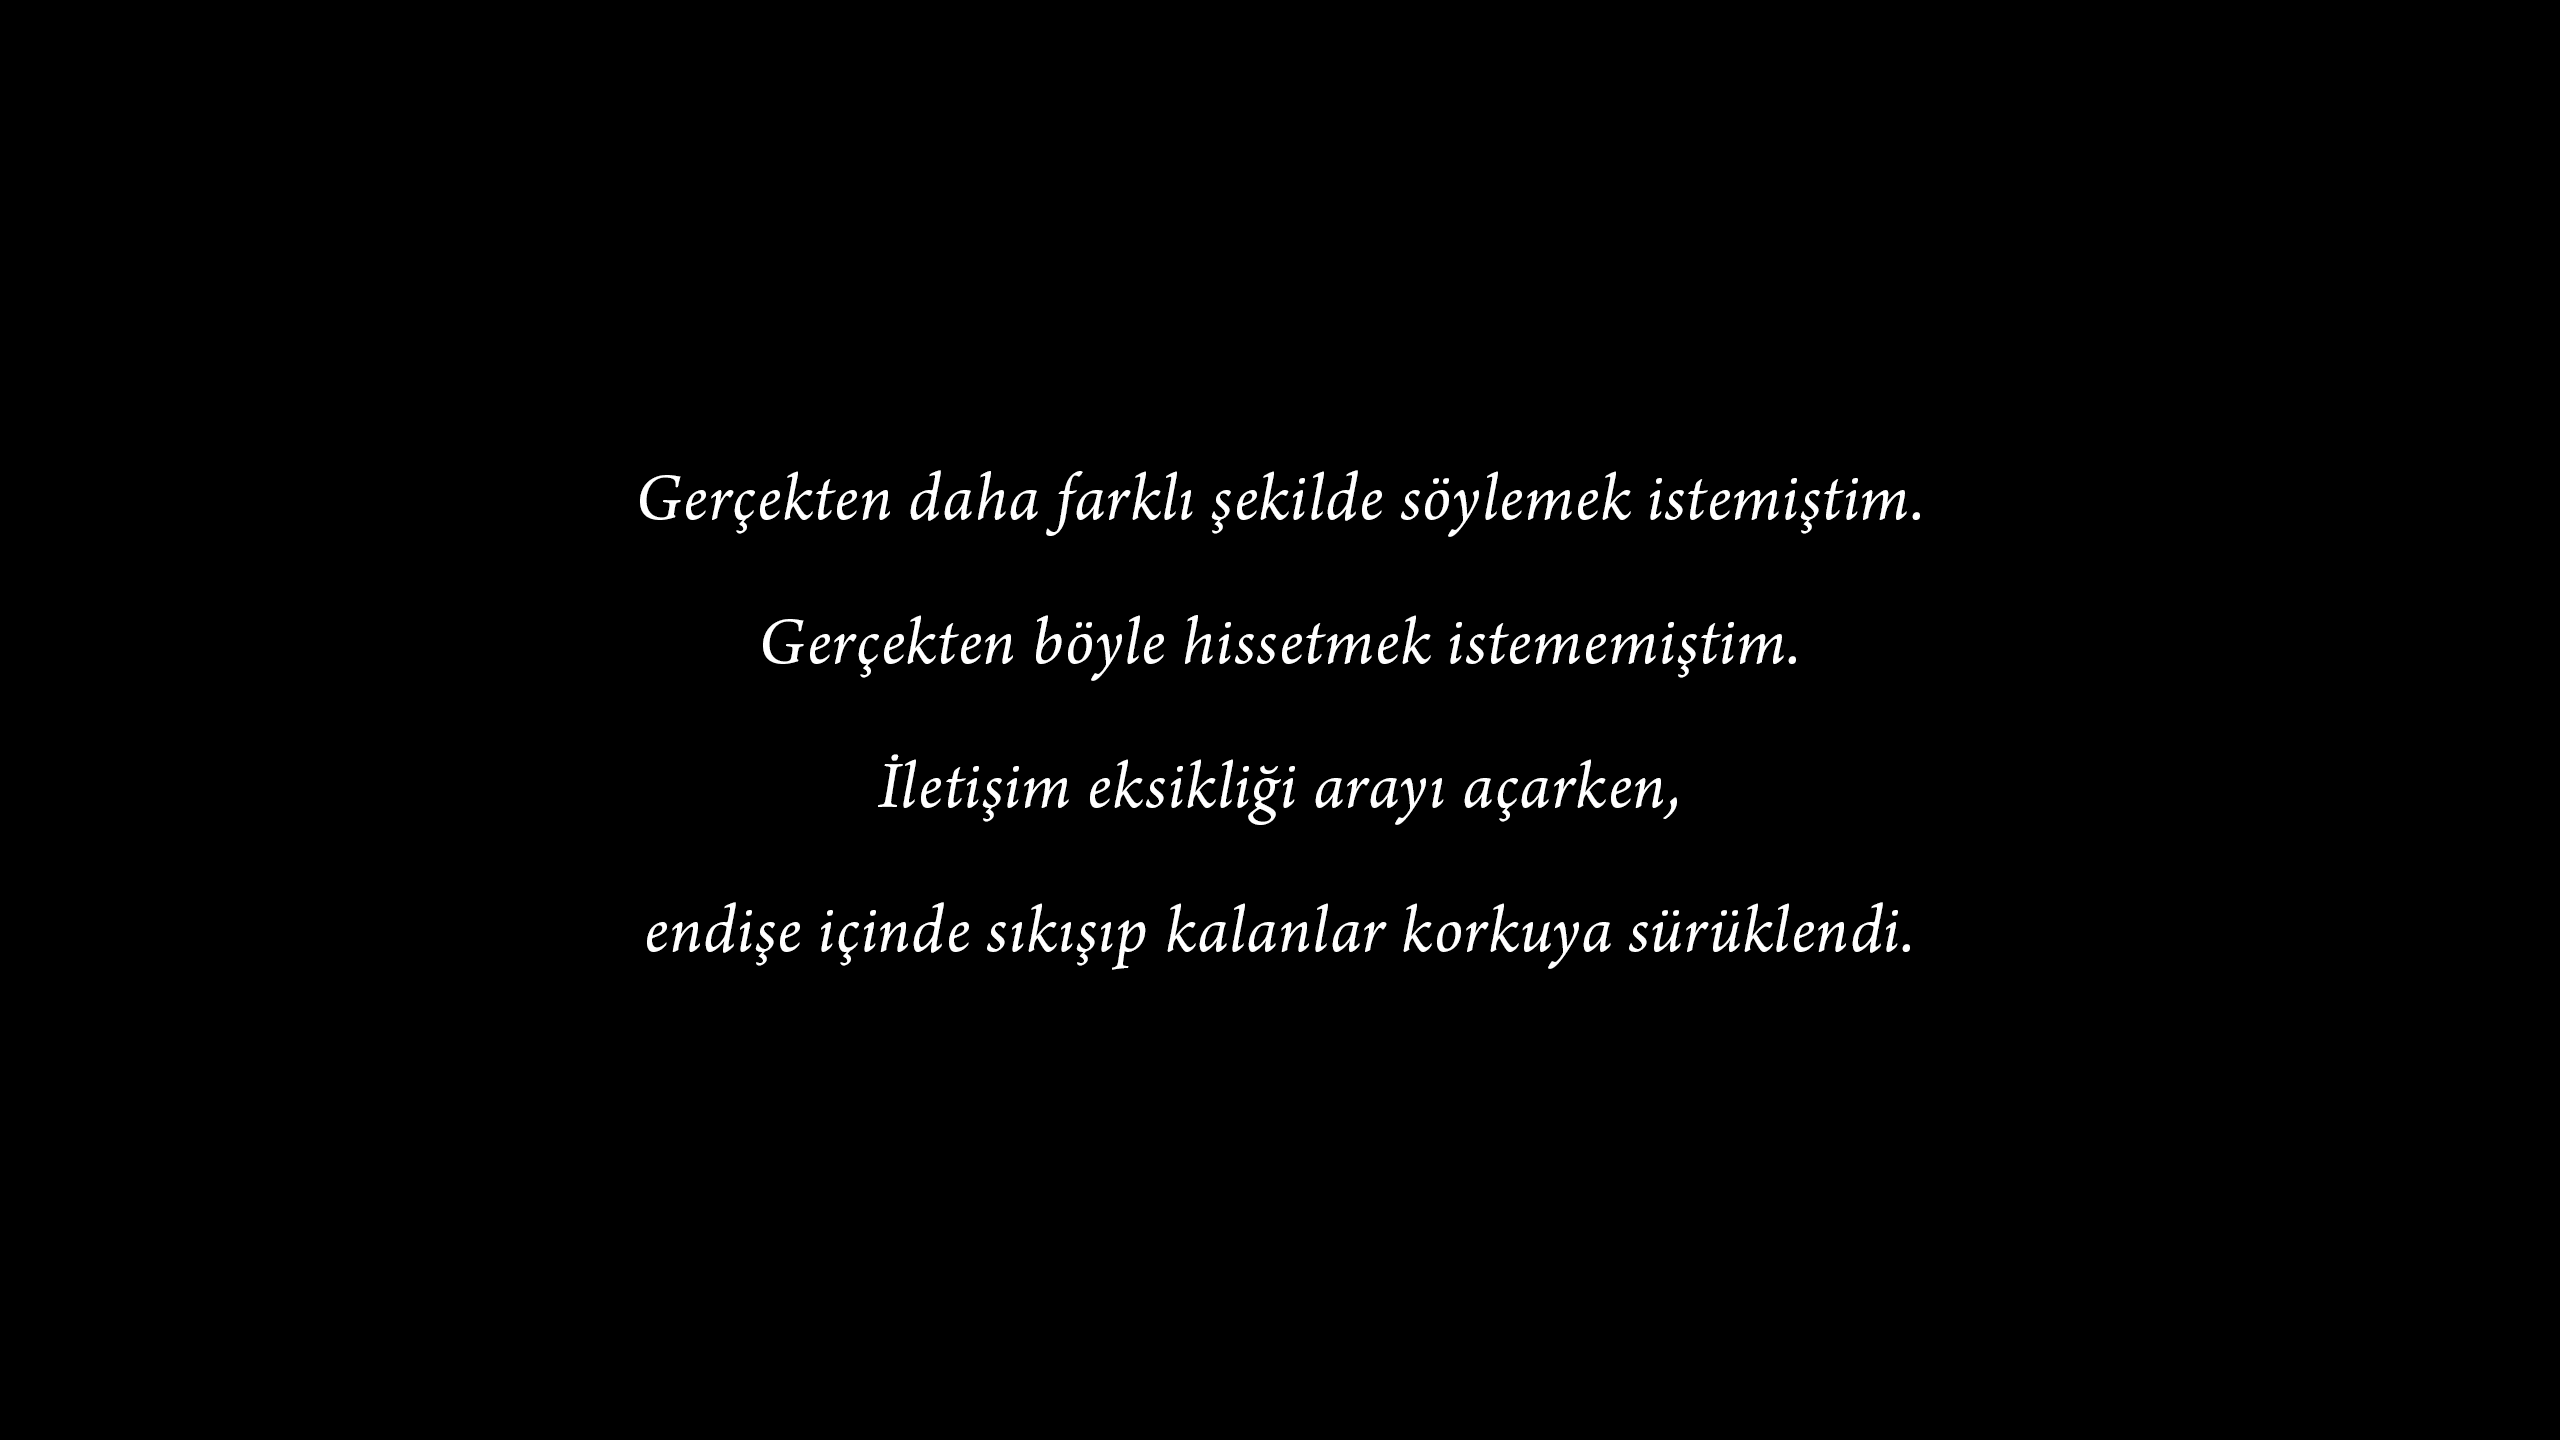 Gerçekten daha farklı şekilde söylemek istemiştim.
Gerçekten böyle hissetmek istememiştim.
İletişim eksikliği arayı açarken,
endişe içinde sıkışıp kalanlar korkuya sürüklendi.